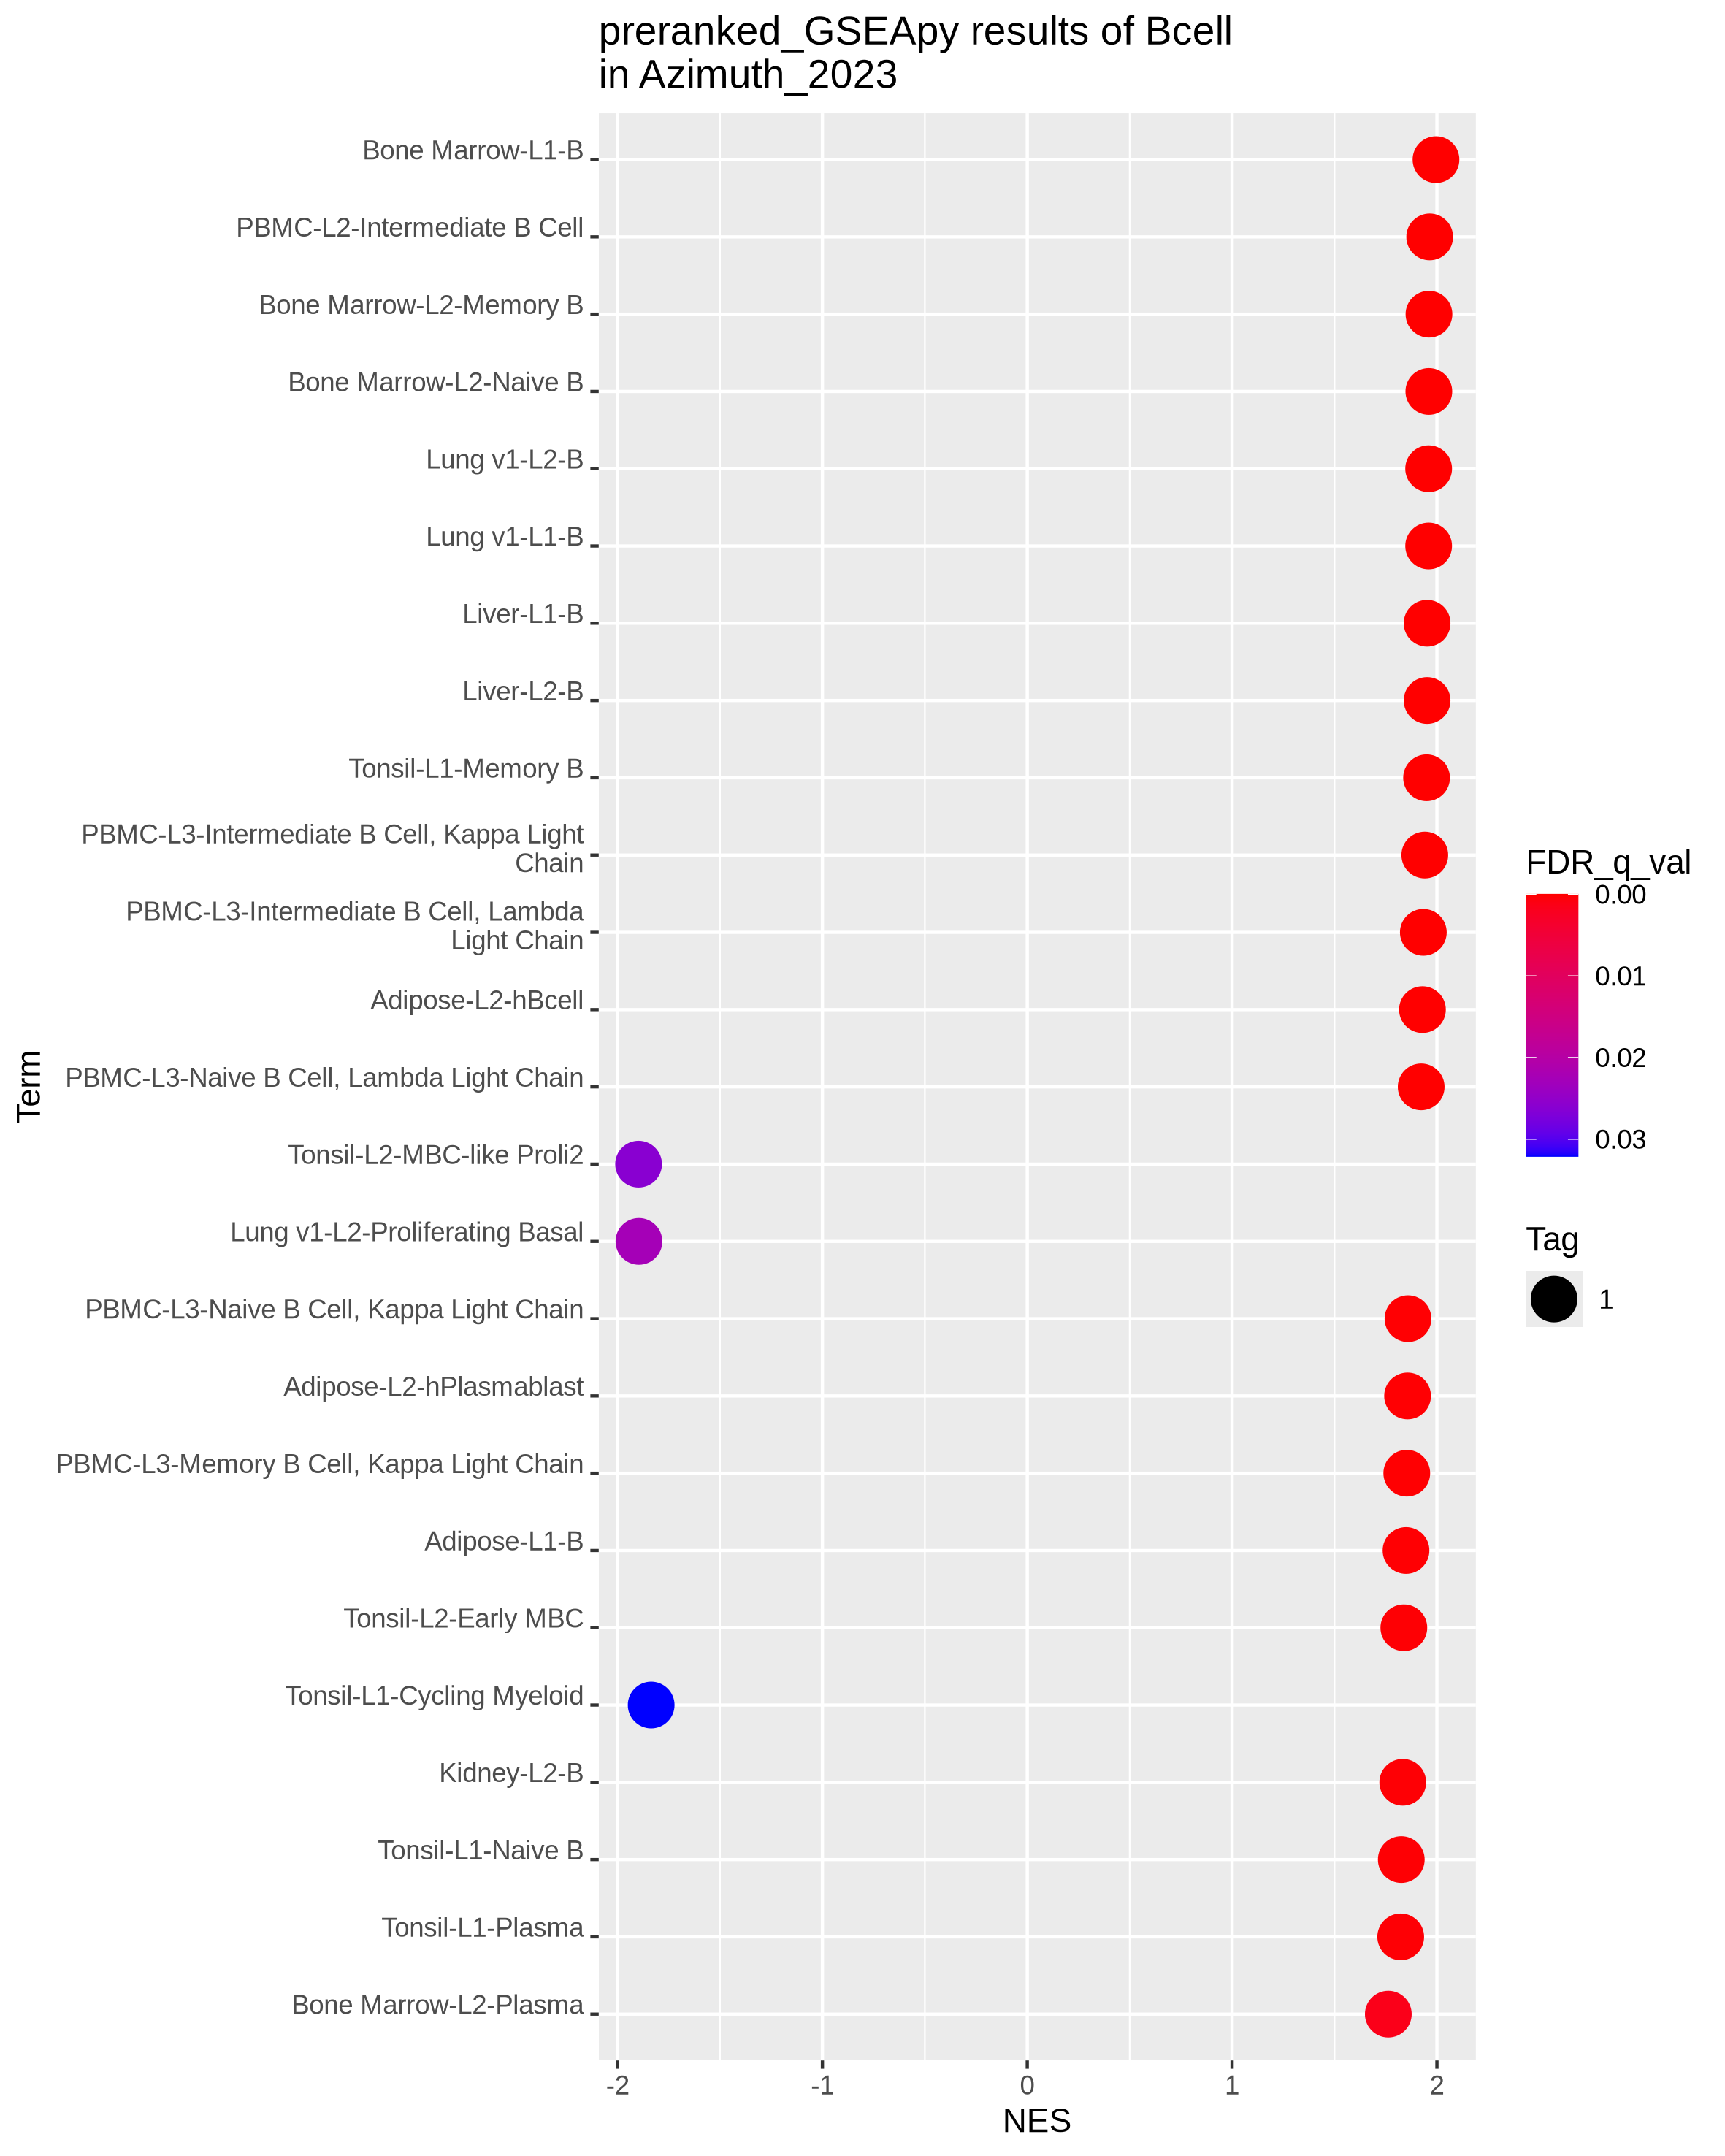 preranked_GSEApy results of Bcell
in Azimuth_2023
Bone Marrow-L1-B
PBMC-L2-Intermediate B Cell
Bone Marrow-L2-Memory B
Bone Marrow-L2-Naive B
Lung v1-L2-B
Lung v1-L1-B
Liver-L1-B
Liver-L2-B
Tonsil-L1-Memory B
PBMC-L3-Intermediate B Cell, Kappa Light
Chain
PBMC-L3-Intermediate B Cell, Lambda
Light Chain
Adipose-L2-hBcell
PBMC-L3-Naive B Cell, Lambda Light Chain
Tonsil-L2-MBC-like Proli2
Lung v1-L2-Proliferating Basal
PBMC-L3-Naive B Cell, Kappa Light Chain
Adipose-L2-hPlasmablast
PBMC-L3-Memory B Cell, Kappa Light Chain
Adipose-L1-B
Tonsil-L2-Early MBC
Tonsil-L1-Cycling Myeloid
Kidney-L2-B
Tonsil-L1-Naive B
Tonsil-L1-Plasma
Bone Marrow-L2-Plasma
Term
-2 -1 0 1 2
NES
FDR_q_val
0.00
0.01
0.02
0.03
Tag
1